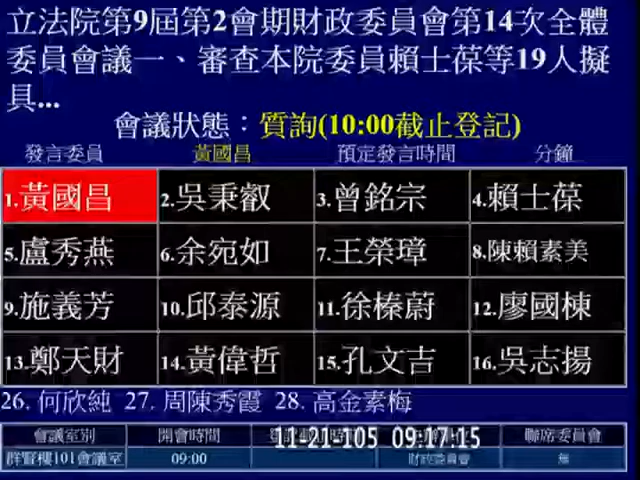 立法院第9屆第2會期財政委員會第14次全體
委員會議一、審查本院委員賴士葆等19人擬
具...
會議狀態：質詢(10:00截止登記)
發言委員 黃國昌 預定發言時間 分鐘
1.黃國昌 2.吳秉叡 3.曾銘宗 4.賴士葆
5.盧秀燕 6.余宛如 7.王榮璋 8.陳賴素美
9.施義芳 10.邱泰源 11.徐榛蔚 12.廖國棟
13.鄭天財 14.黃偉哲 15.孔文吉 16.吳志揚
26. 何欣純 27. 周陳秀霞 28. 高金素梅
會議室別 開會時間 聯席委員會
11-21-105 09:17:15
群賢樓101會議室 09:00 財政委員會 無